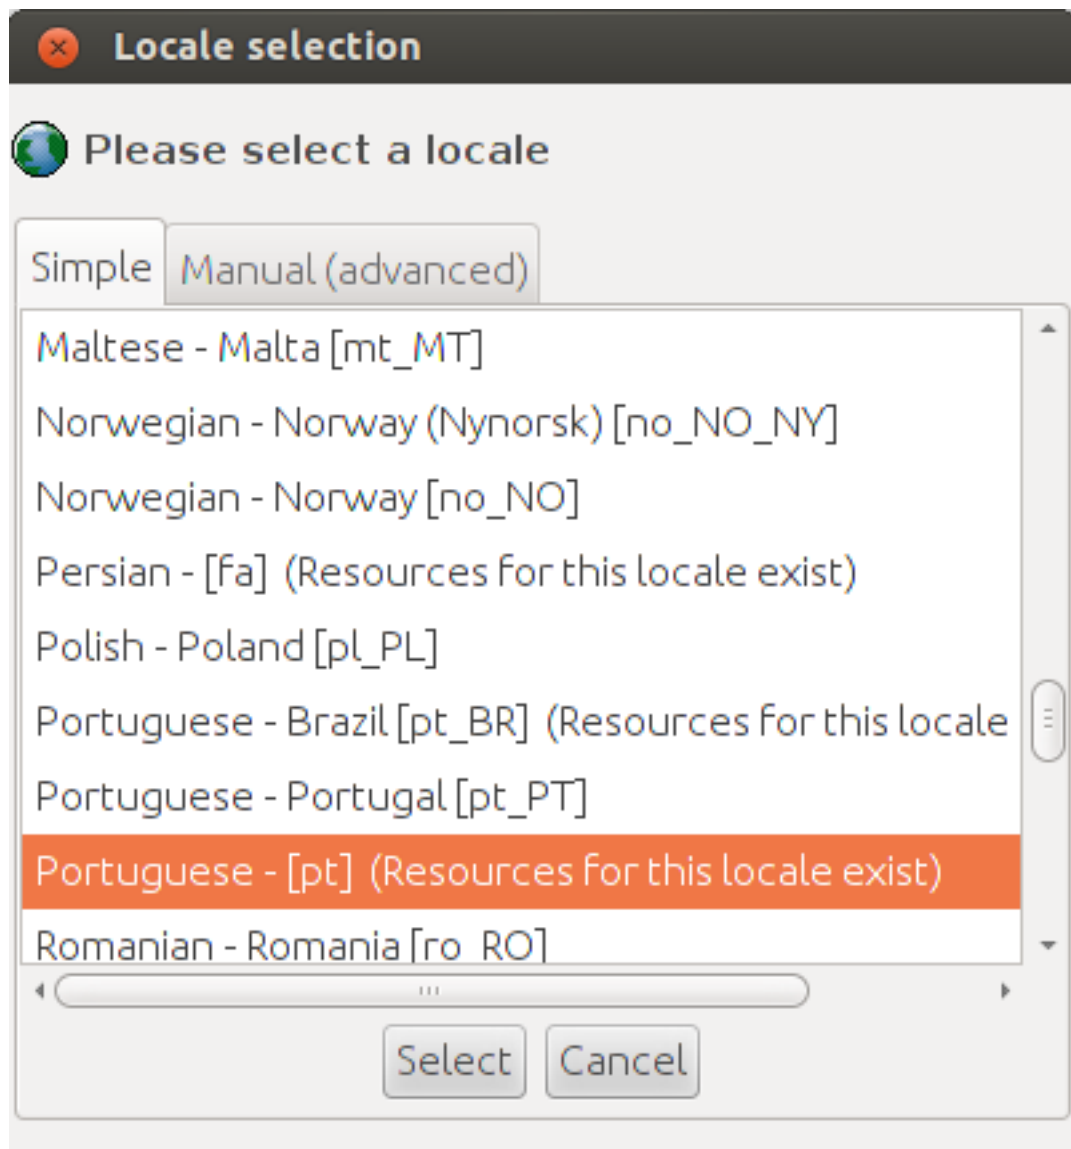 Locale selection
Please select a locale
Simple Manual (advanced)
Maltese - Malta [mt_MT]
Norwegian - Norway (Nynorsk) [no_NO_NY]
Norwegian - Norway [no_NO]
Persian - [fa] (Resources for this locale exist)
Polish - Poland [pl_PL]
Portuguese - Brazil [pt_BR] (Resources for this locale
Portuguese - Portugal [pt_PT]
Portuguese - [pt] (Resources for this locale exist)
Romanian - Romania [ro_RO]
Select Cancel